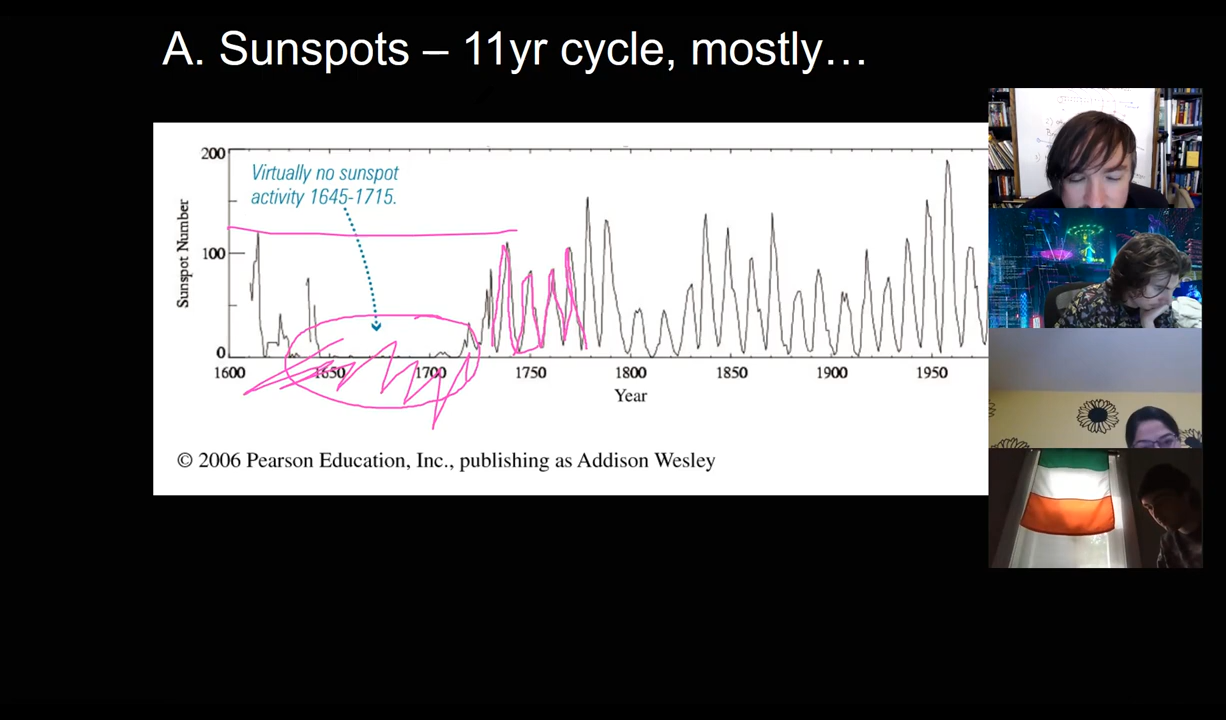 A. Sunspots – 11yr cycle, mostly…
200
Virtually no sunspot
activity 1645-1715.
100
Sunspot Number
0
1600 1650 1700 1750 1800 1850 1900 1950
Year
© 2006 Pearson Education, Inc., publishing as Addison Wesley